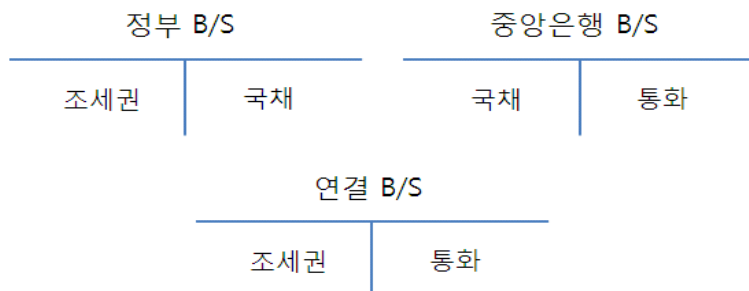 정부 B/S
중앙은행 B/S
조세권 국채
국채 통화
연결 B/S
조세권 통화